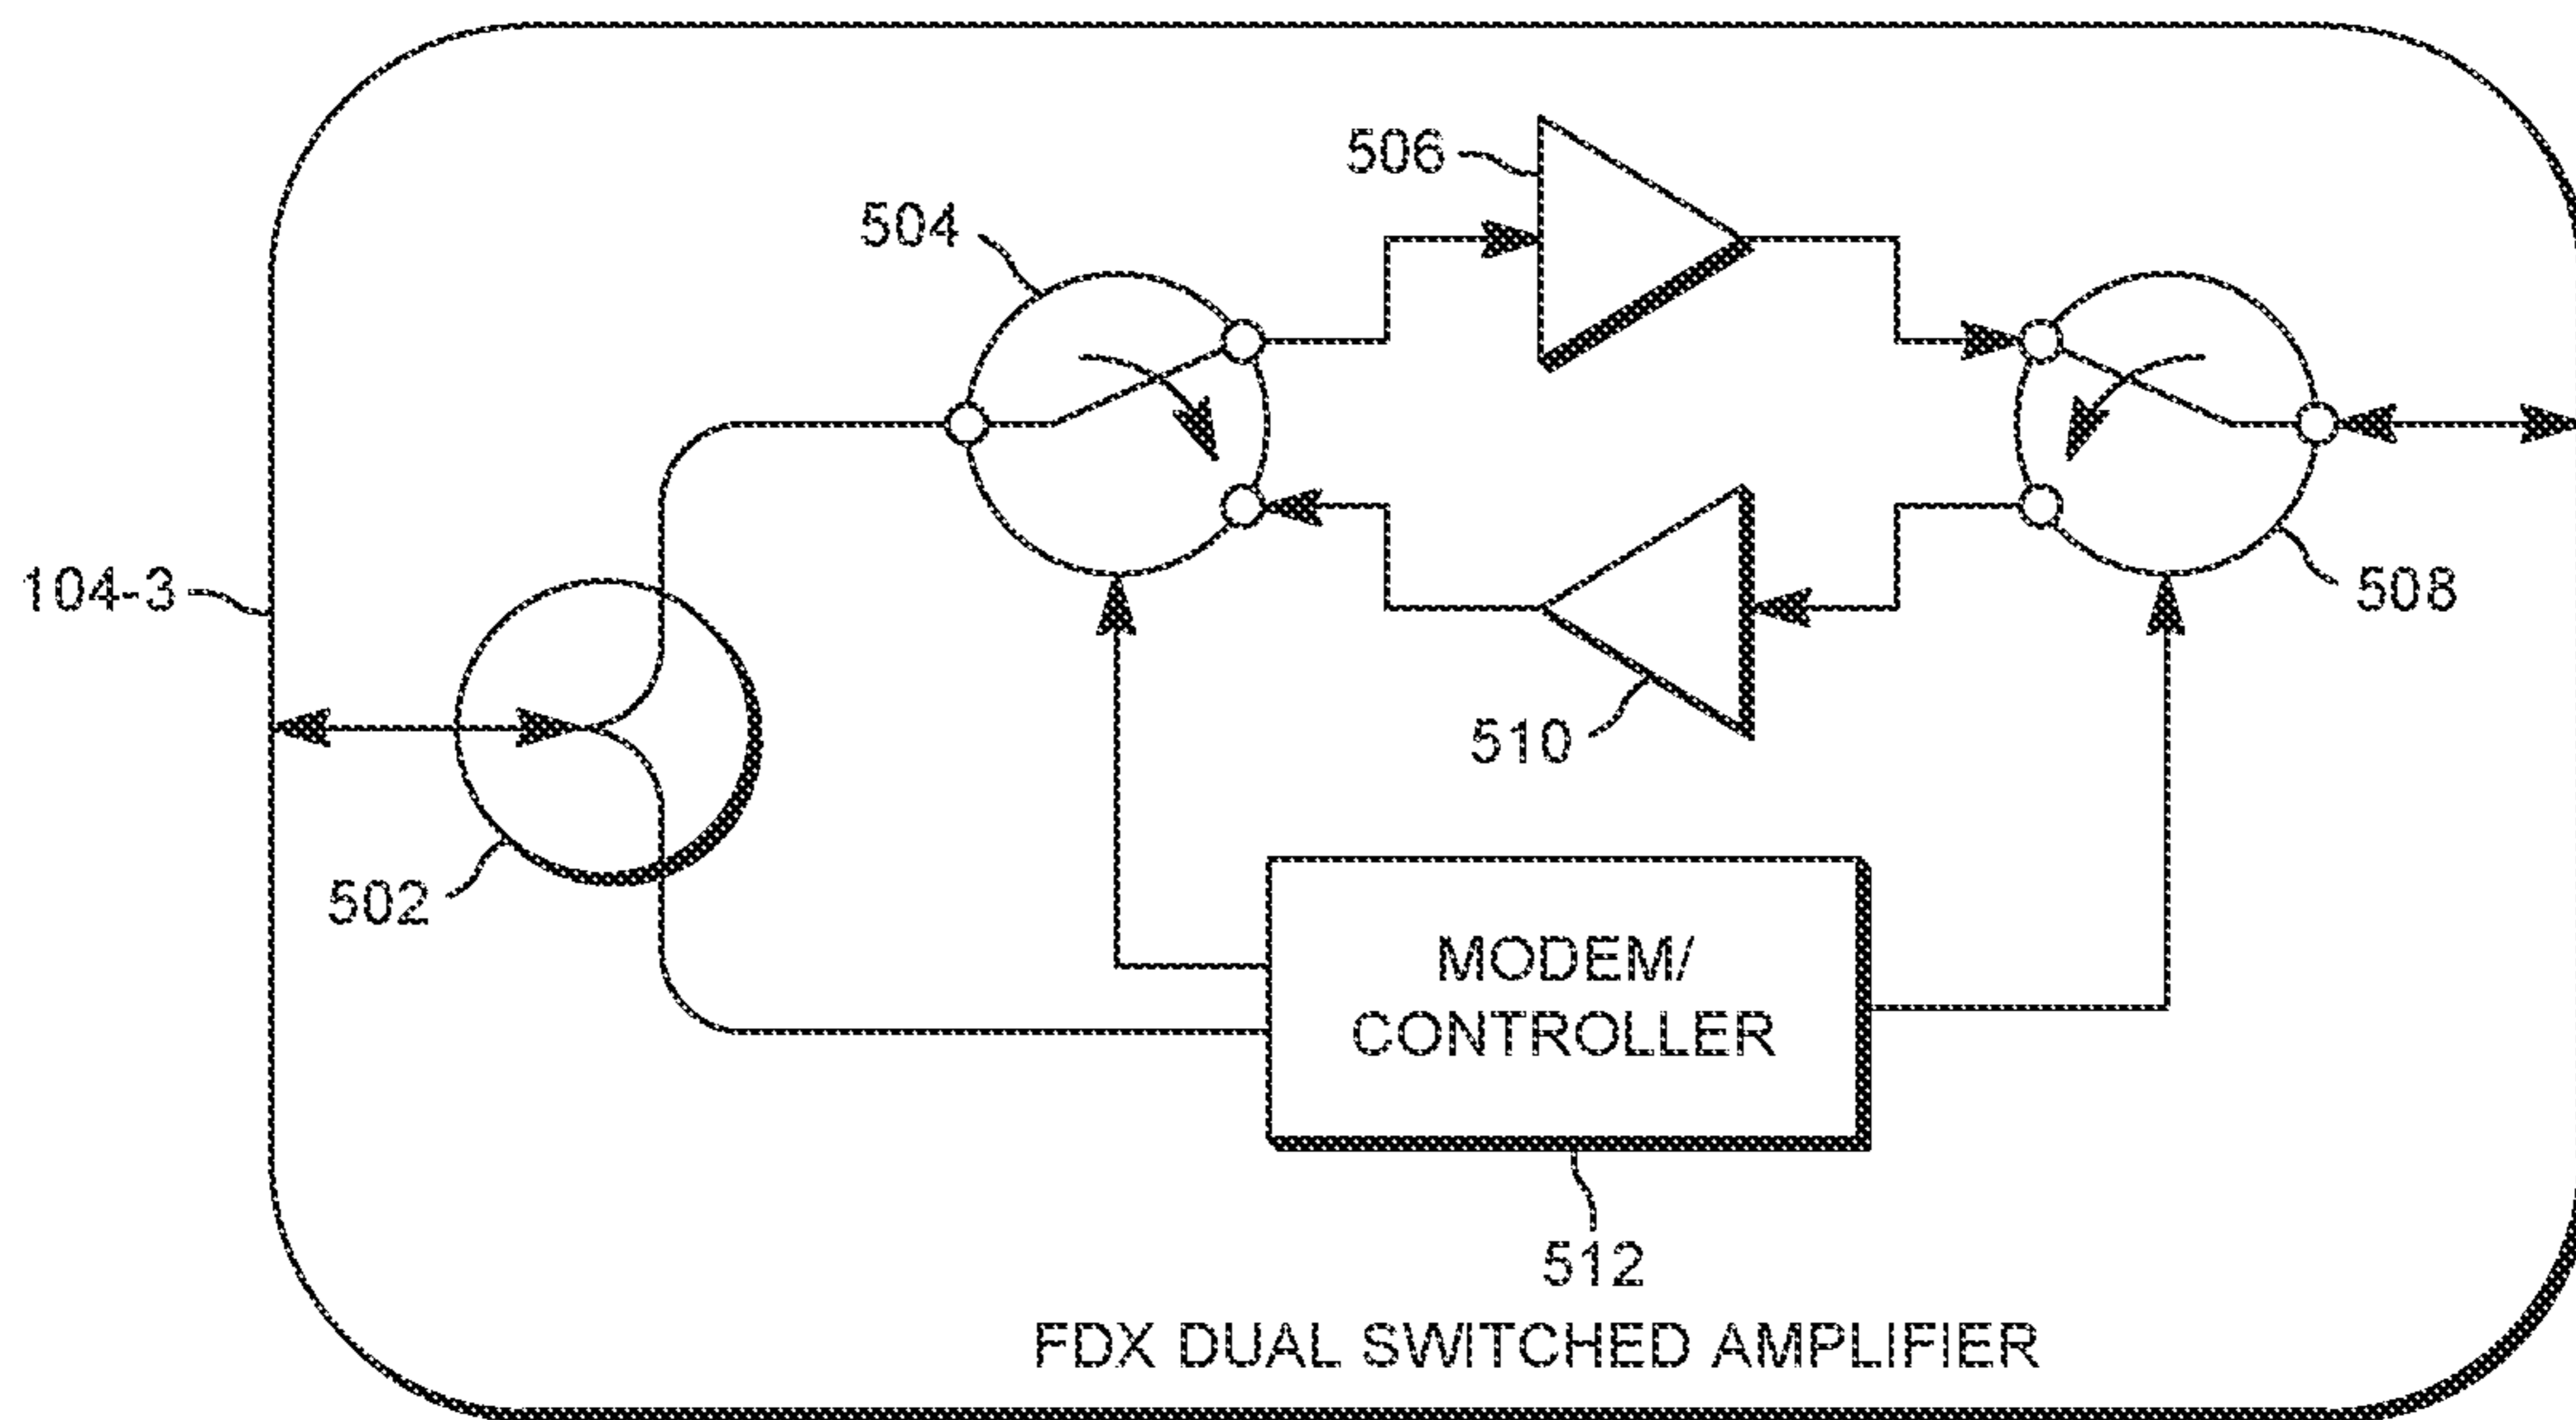 506
504
104-3
508
510
502
MODEM/
CONTROLLER
512
FDX DUAL SWITCHED AMPLIFIER